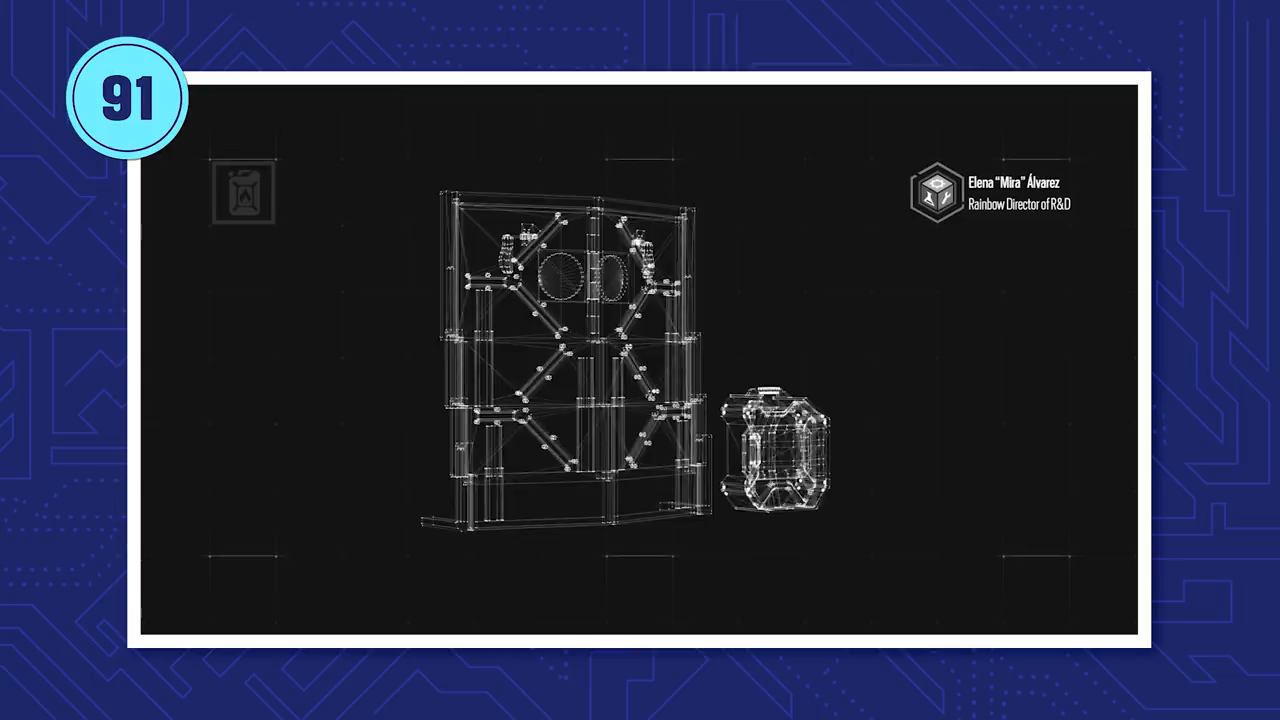 91
Elena “Mira” Álvarez
Rainbow Director of R&D